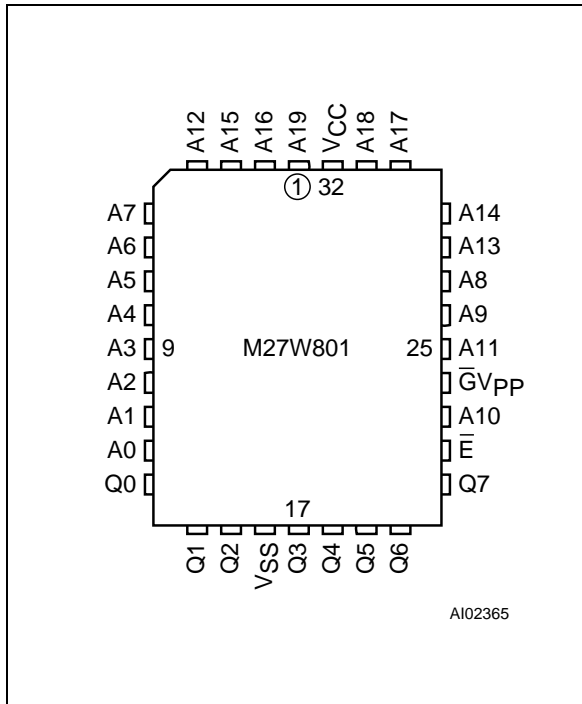 A12 A15 A16 A19 VCC A18 A17
① 32
A7 A14
A6 A13
A5 A8
A4 A9
A3 9 M27W801 25 A11
A2 G̅VPP
A1 A10
A0 E̅
Q0 Q7
17
Q1 Q2 VSS Q3 Q4 Q5 Q6
AI02365